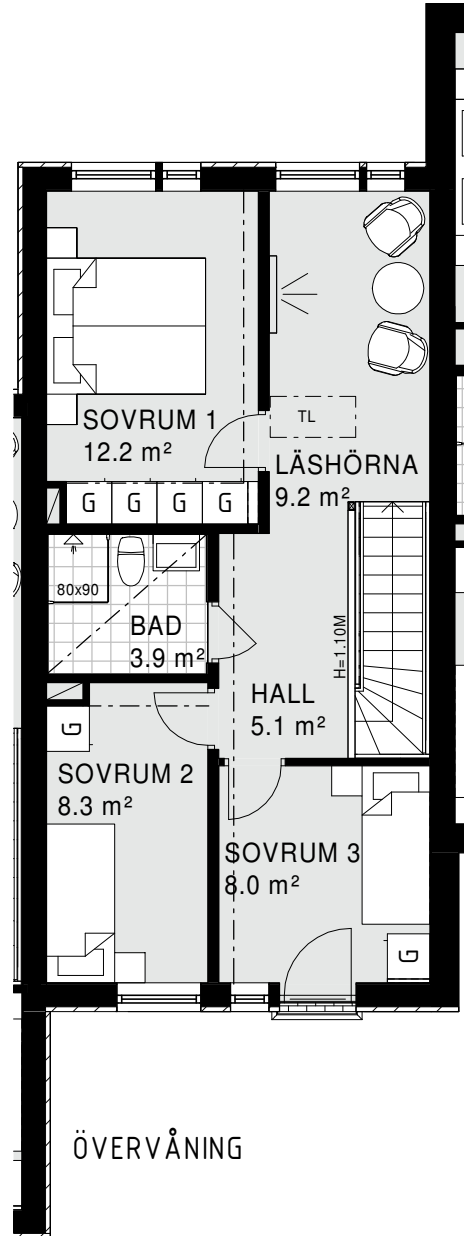 SOVRUM 1
12.2 m²
TL
LÄSHÖRNA
9.2 m²
G G G G
80x90
BAD
3.9 m²
H=1.10M
HALL
5.1 m²
G
SOVRUM 2
8.3 m²
SOVRUM 3
8.0 m²
G
ÖVERVÅNING